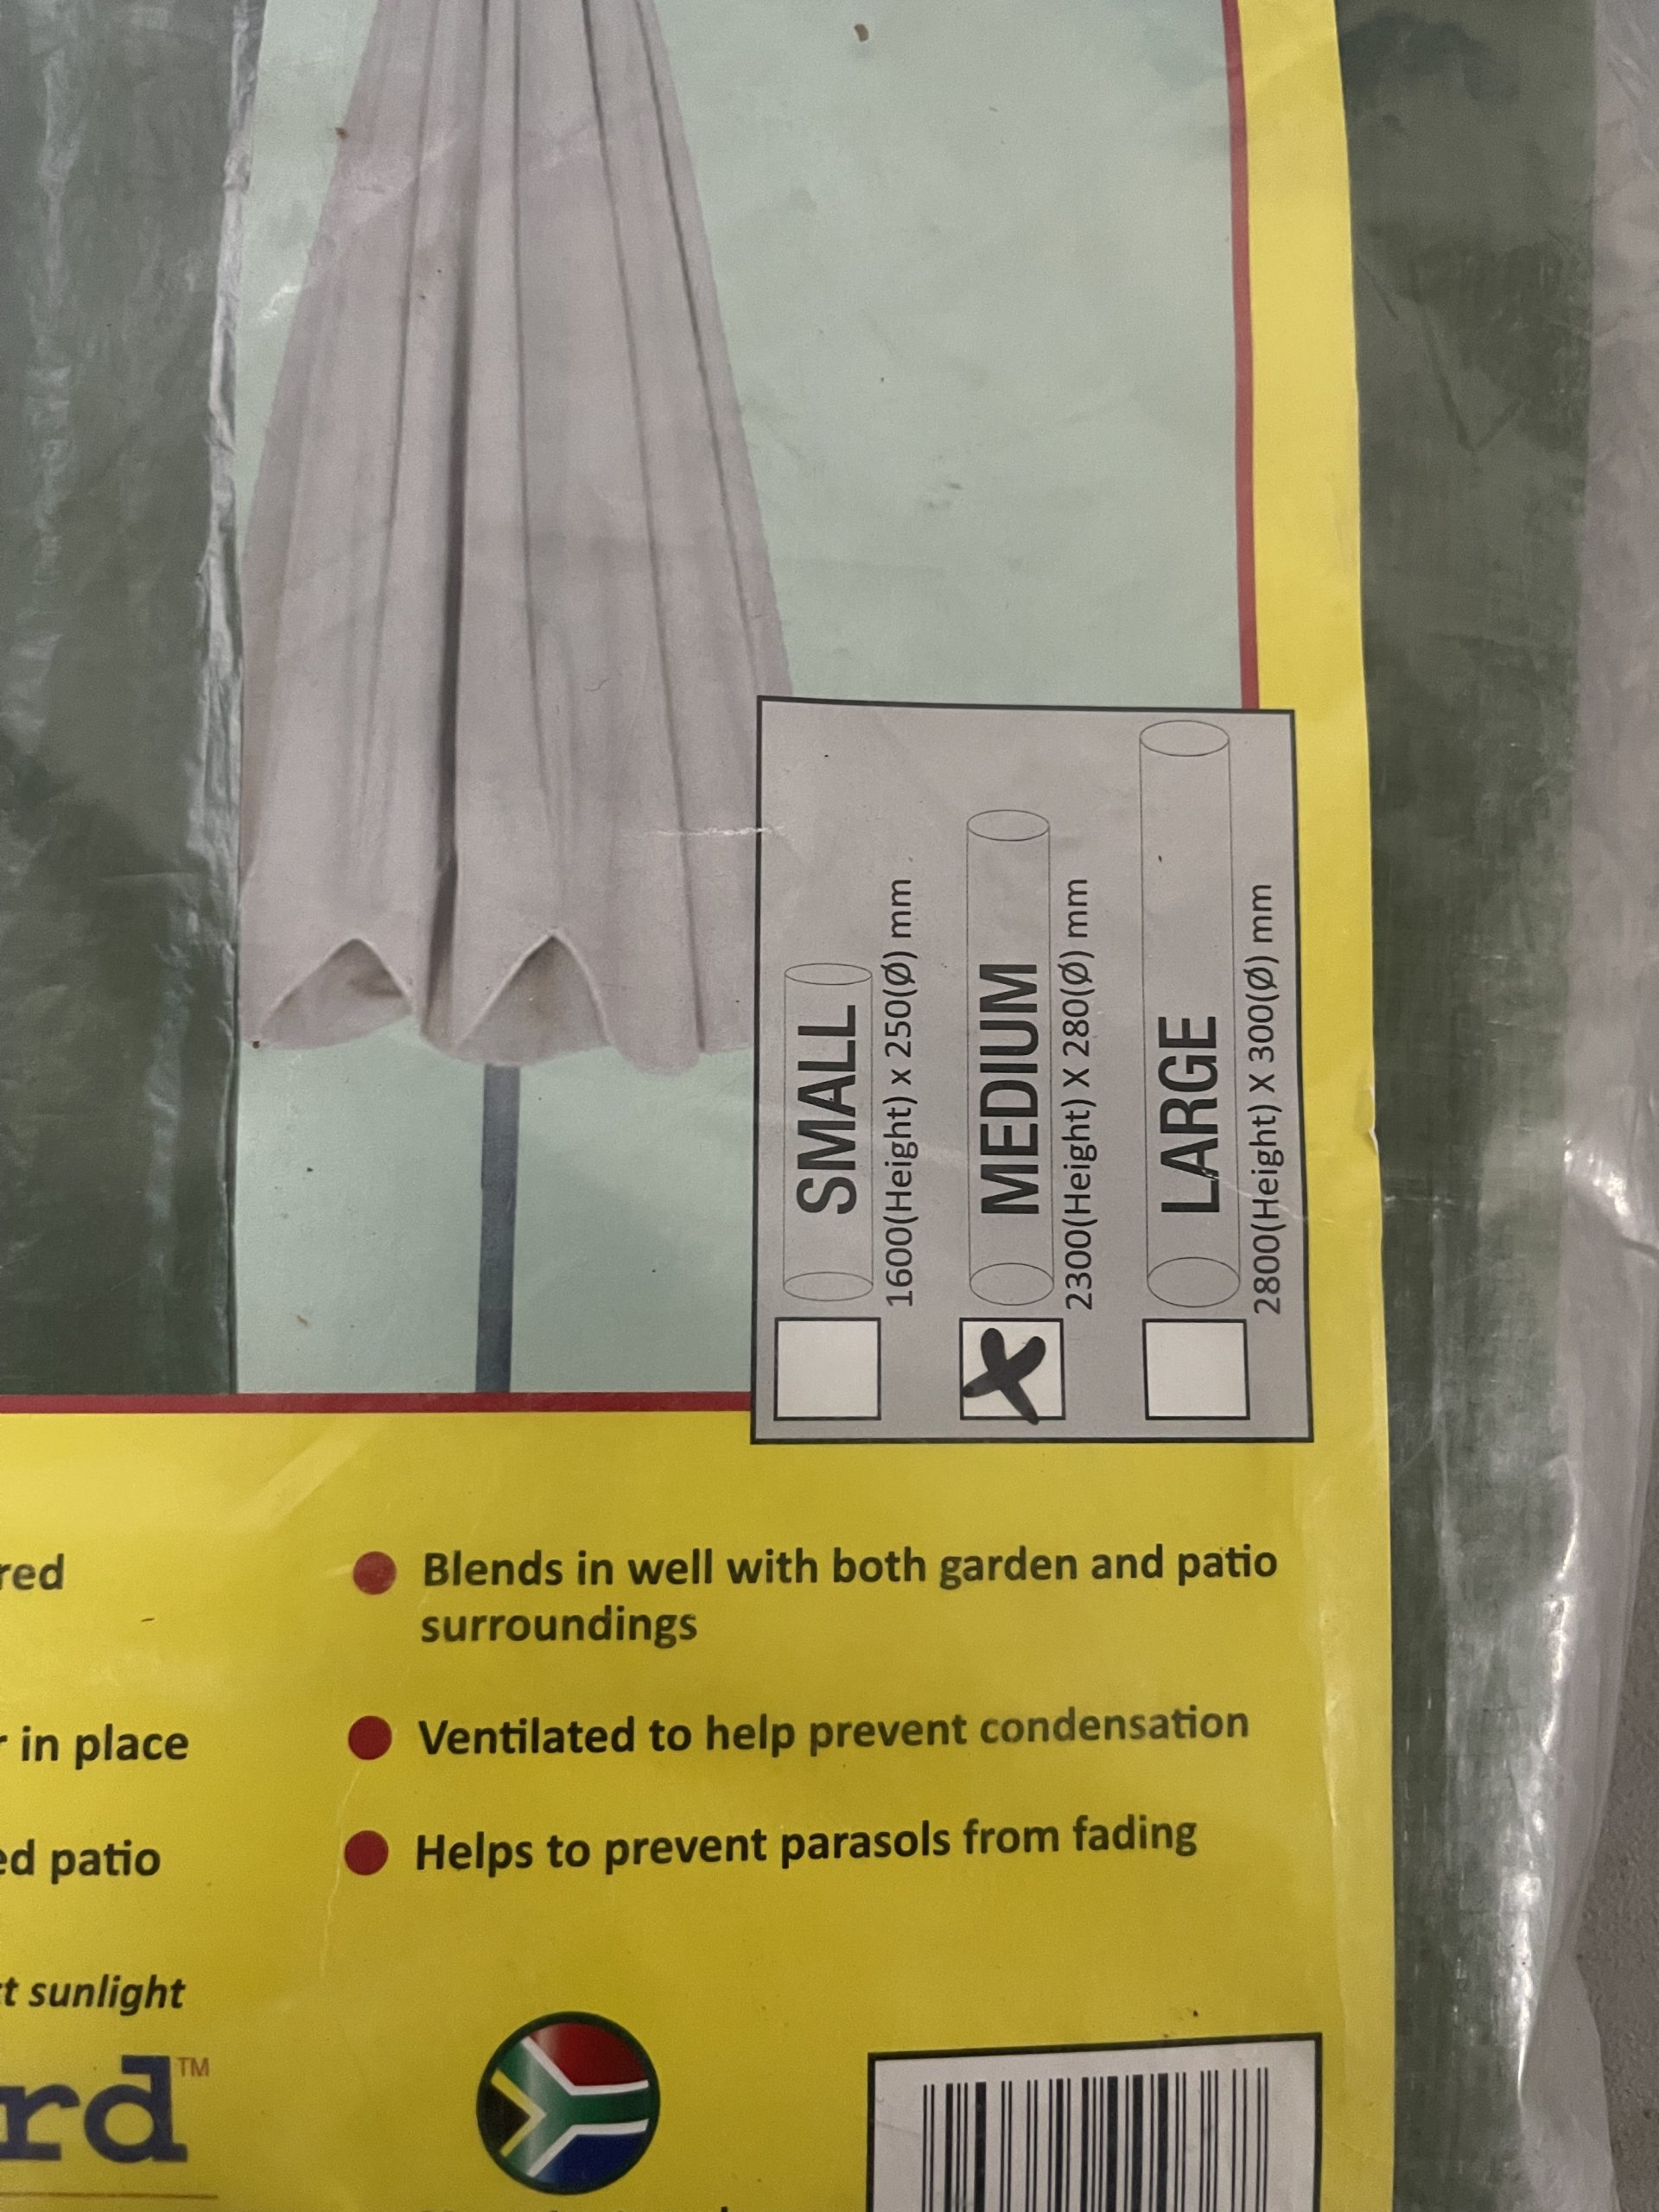 SMALL
1600(Height) x 250(Ø) mm
MEDIUM
2300(Height) X 280(Ø) mm
LARGE
2800(Height) X 300(Ø) mm
red
in place
ed patio
t sunlight
rd™
Blends in well with both garden and patio
surroundings
Ventilated to help prevent condensation
Helps to prevent parasols from fading